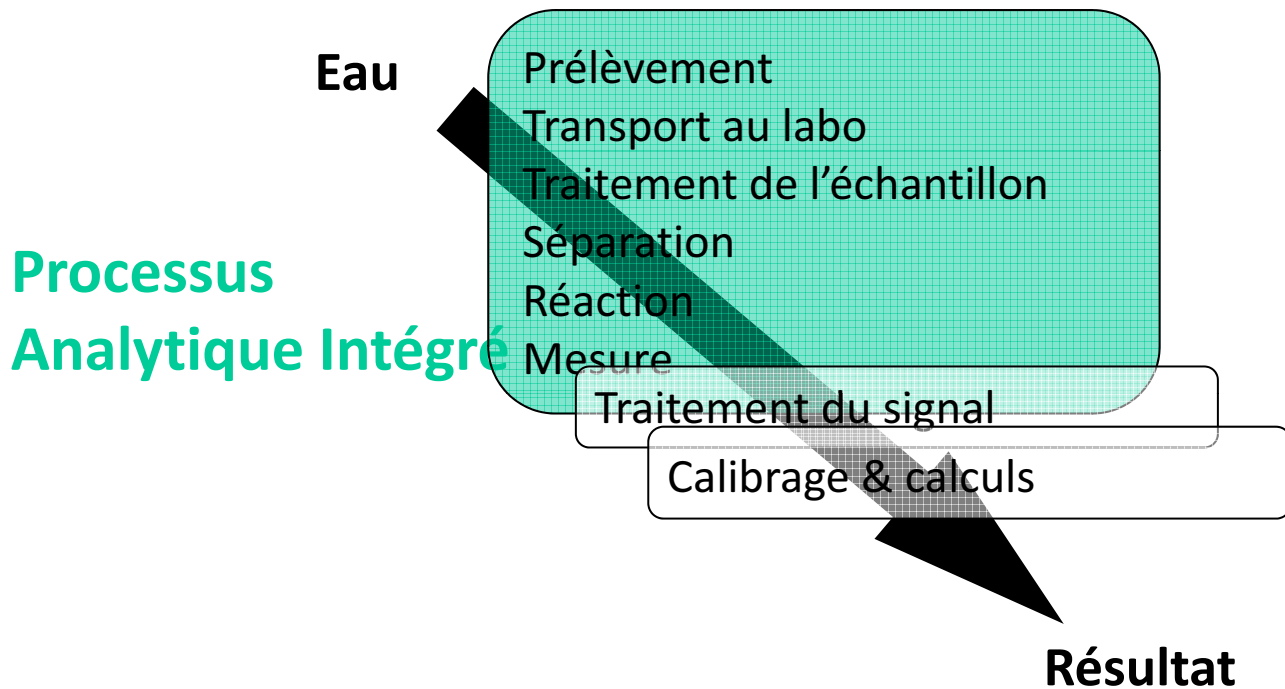 Eau
Prélèvement
Transport au labo
Traitement de l’échantillon
Séparation
Réaction
Mesure
Processus
Analytique Intégré
Traitement du signal
Calibrage & calculs
Résultat